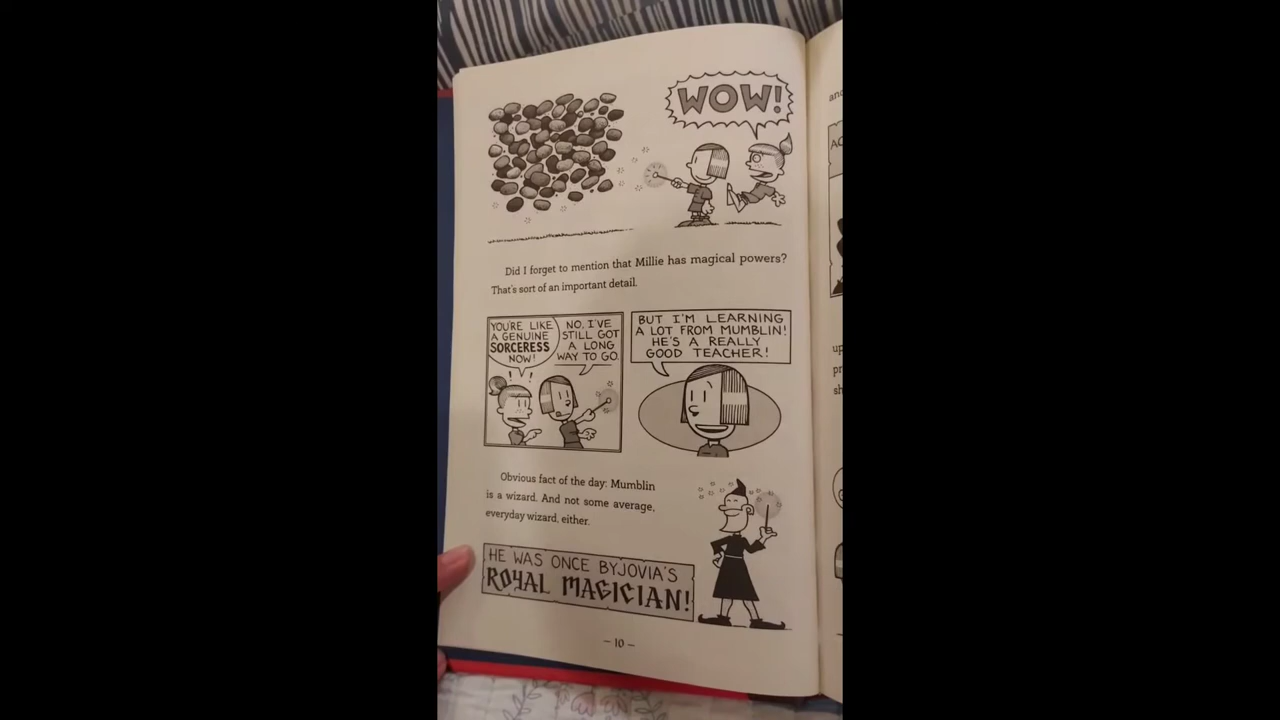 WOW!
Did I forget to mention that Millie has magical powers?
That's sort of an important detail.
YOU'RE LIKE
A GENUINE
SORCERESS
NOW!
NO, I'VE
STILL GOT
A LONG
WAY TO GO.
BUT I'M LEARNING
A LOT FROM MUMBLIN!
HE'S A REALLY
GOOD TEACHER!
! !
Obvious fact of the day: Mumblin
is a wizard. And not some average,
everyday wizard, either.
HE WAS ONCE BYJOVIA'S
ROYAL MAGICIAN!
– 10 –